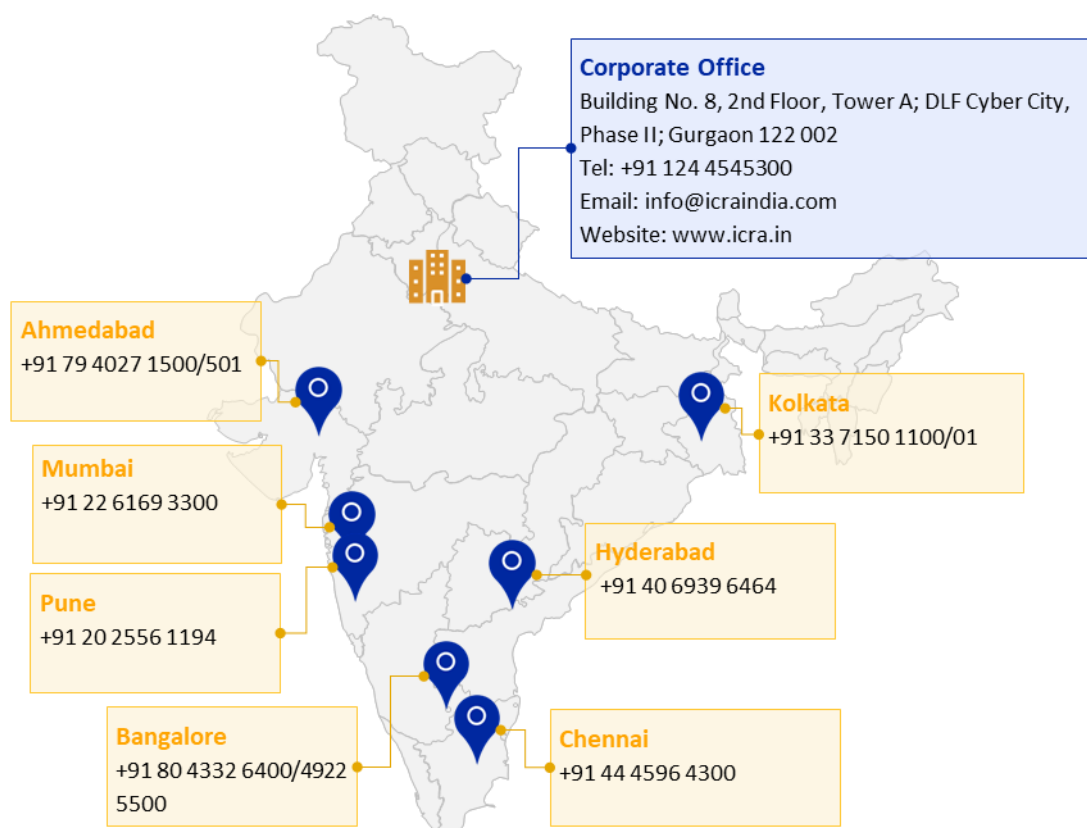 Corporate Office
Building No. 8, 2nd Floor, Tower A; DLF Cyber City,
Phase II; Gurgaon 122 002
Tel: +91 124 4545300
Email: info@icraindia.com
Website: www.icra.in
Ahmedabad
+91 79 4027 1500/501
Kolkata
+91 33 7150 1100/01
Mumbai
+91 22 6169 3300
Hyderabad
+91 40 6939 6464
Pune
+91 20 2556 1194
Bangalore
+91 80 4332 6400/4922
5500
Chennai
+91 44 4596 4300